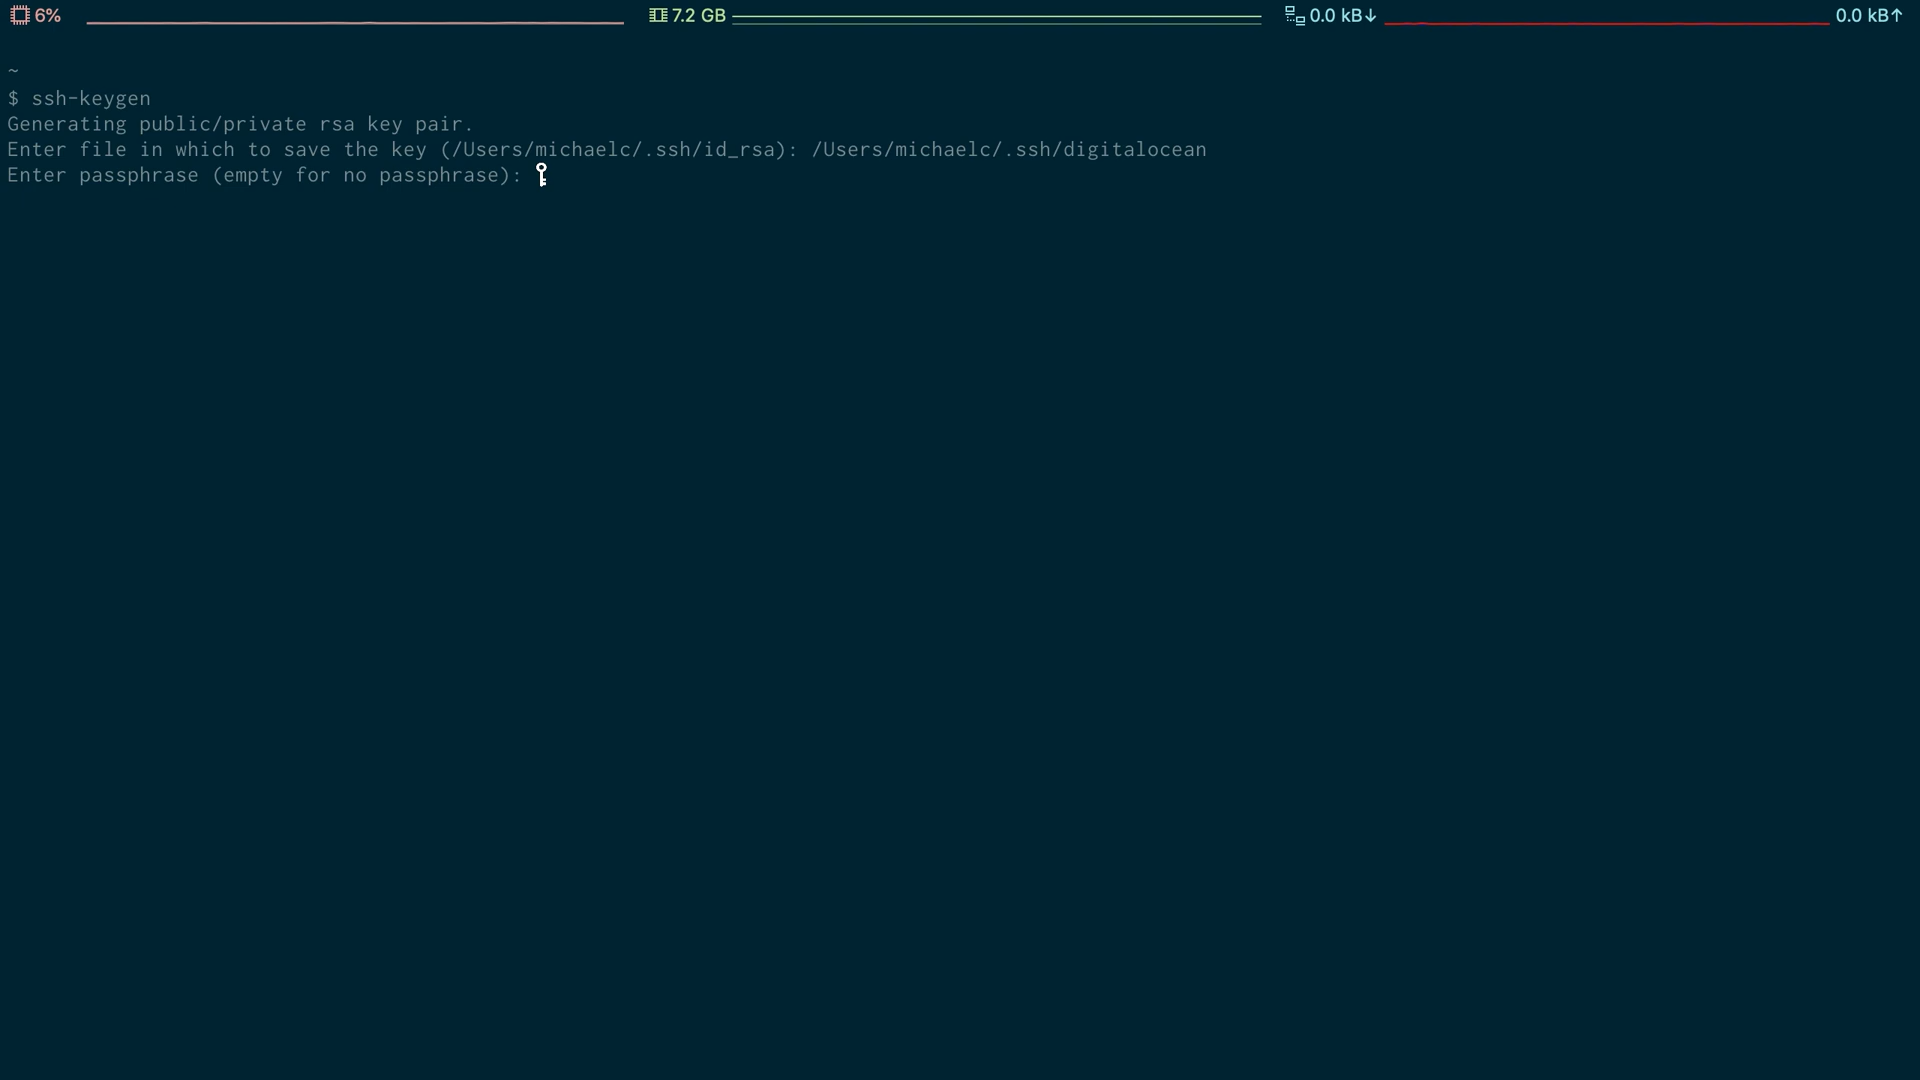 6% 7.2 GB 0.0 kB↓ 0.0 kB↑
~
$ ssh-keygen
Generating public/private rsa key pair.
Enter file in which to save the key (/Users/michaelc/.ssh/id_rsa): /Users/michaelc/.ssh/digitalocean
Enter passphrase (empty for no passphrase):